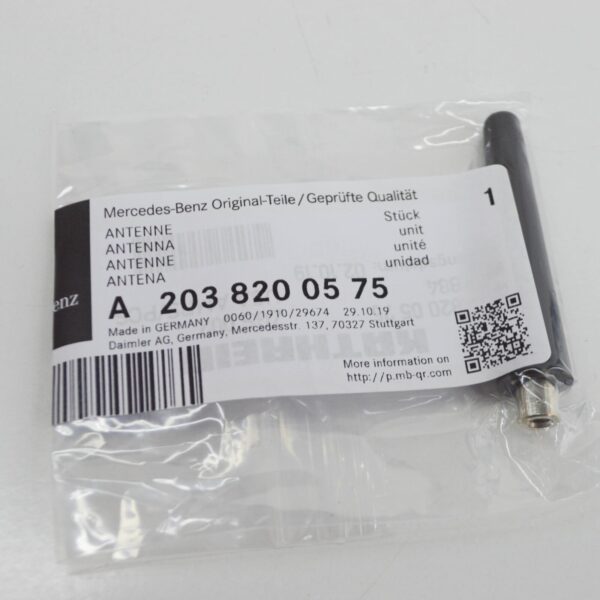 Mercedes-Benz Original-Teile/Geprüfte Qualität
1
ANTENNE Stück
ANTENNA unit
ANTENNE unité
ANTENA unidad
A 203 820 05 75
Made in GERMANY 0060/1910/29674 29.10.19
Daimler AG, Germany, Mercedesstr. 137, 70327 Stuttgart
More information on
http://p.mb-qr.com
enz
KATHREIN